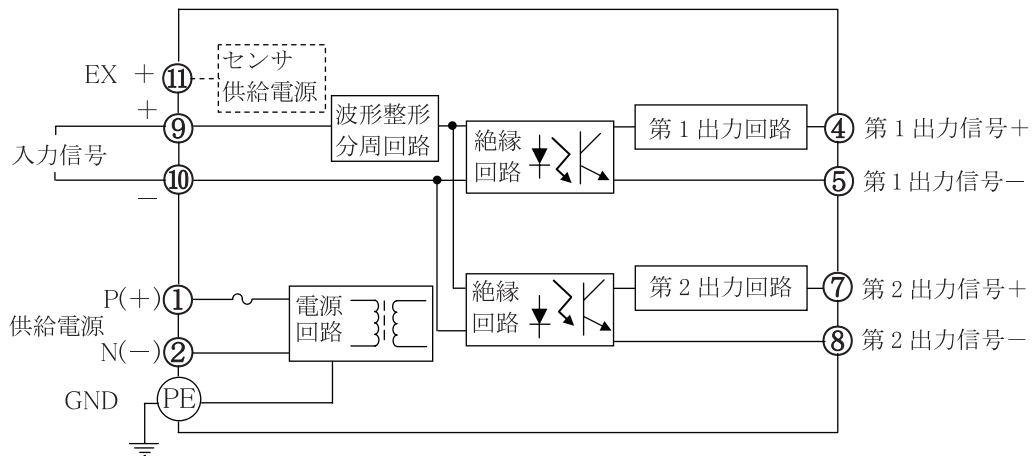 EX +
⑪
センサ
供給電源
+
⑨
入力信号
⑩
−
波形整形
分周回路
絶縁
回路
第1出力回路
④
第1出力信号+
⑤
第1出力信号−
絶縁
回路
第2出力回路
⑦
第2出力信号+
⑧
第2出力信号−
P(+)
①
供給電源
N(−)
②
電源
回路
GND
PE